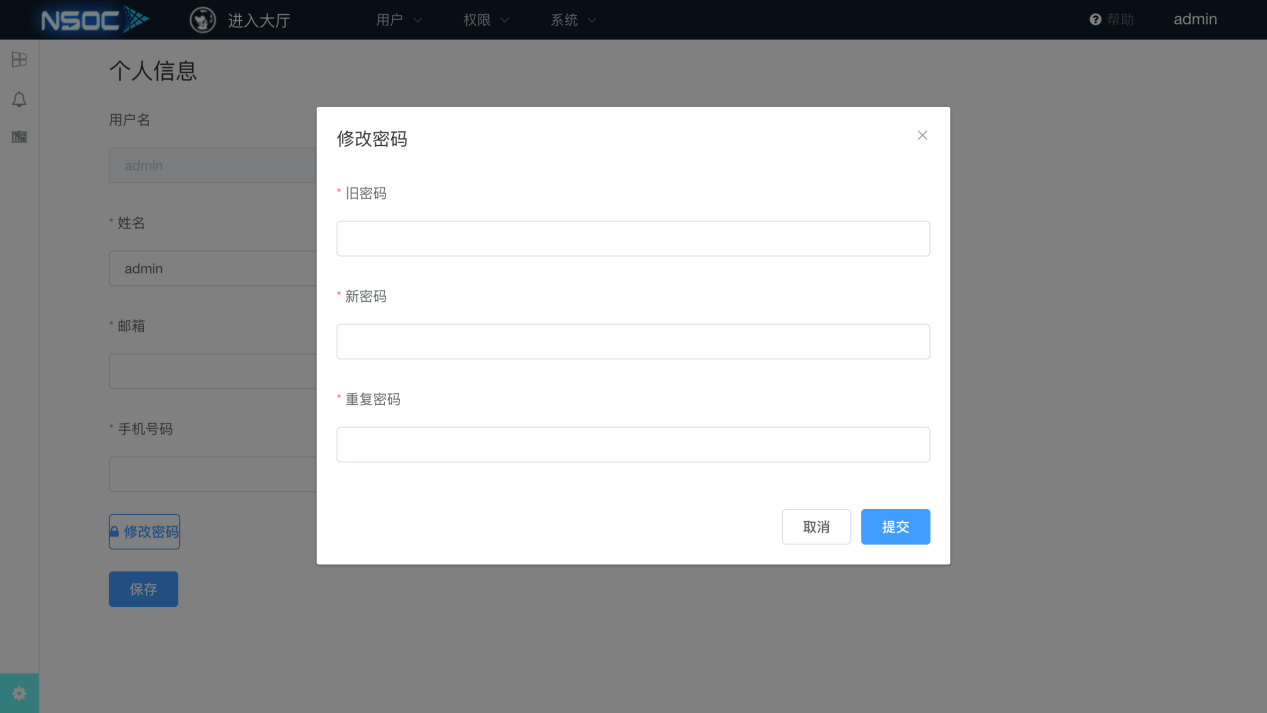 NSOC 进入大厅 用户 权限 系统 帮助 admin
个人信息
用户名
admin
* 姓名
admin
* 邮箱
* 手机号码
修改密码
保存
修改密码
* 旧密码
* 新密码
* 重复密码
取消 提交